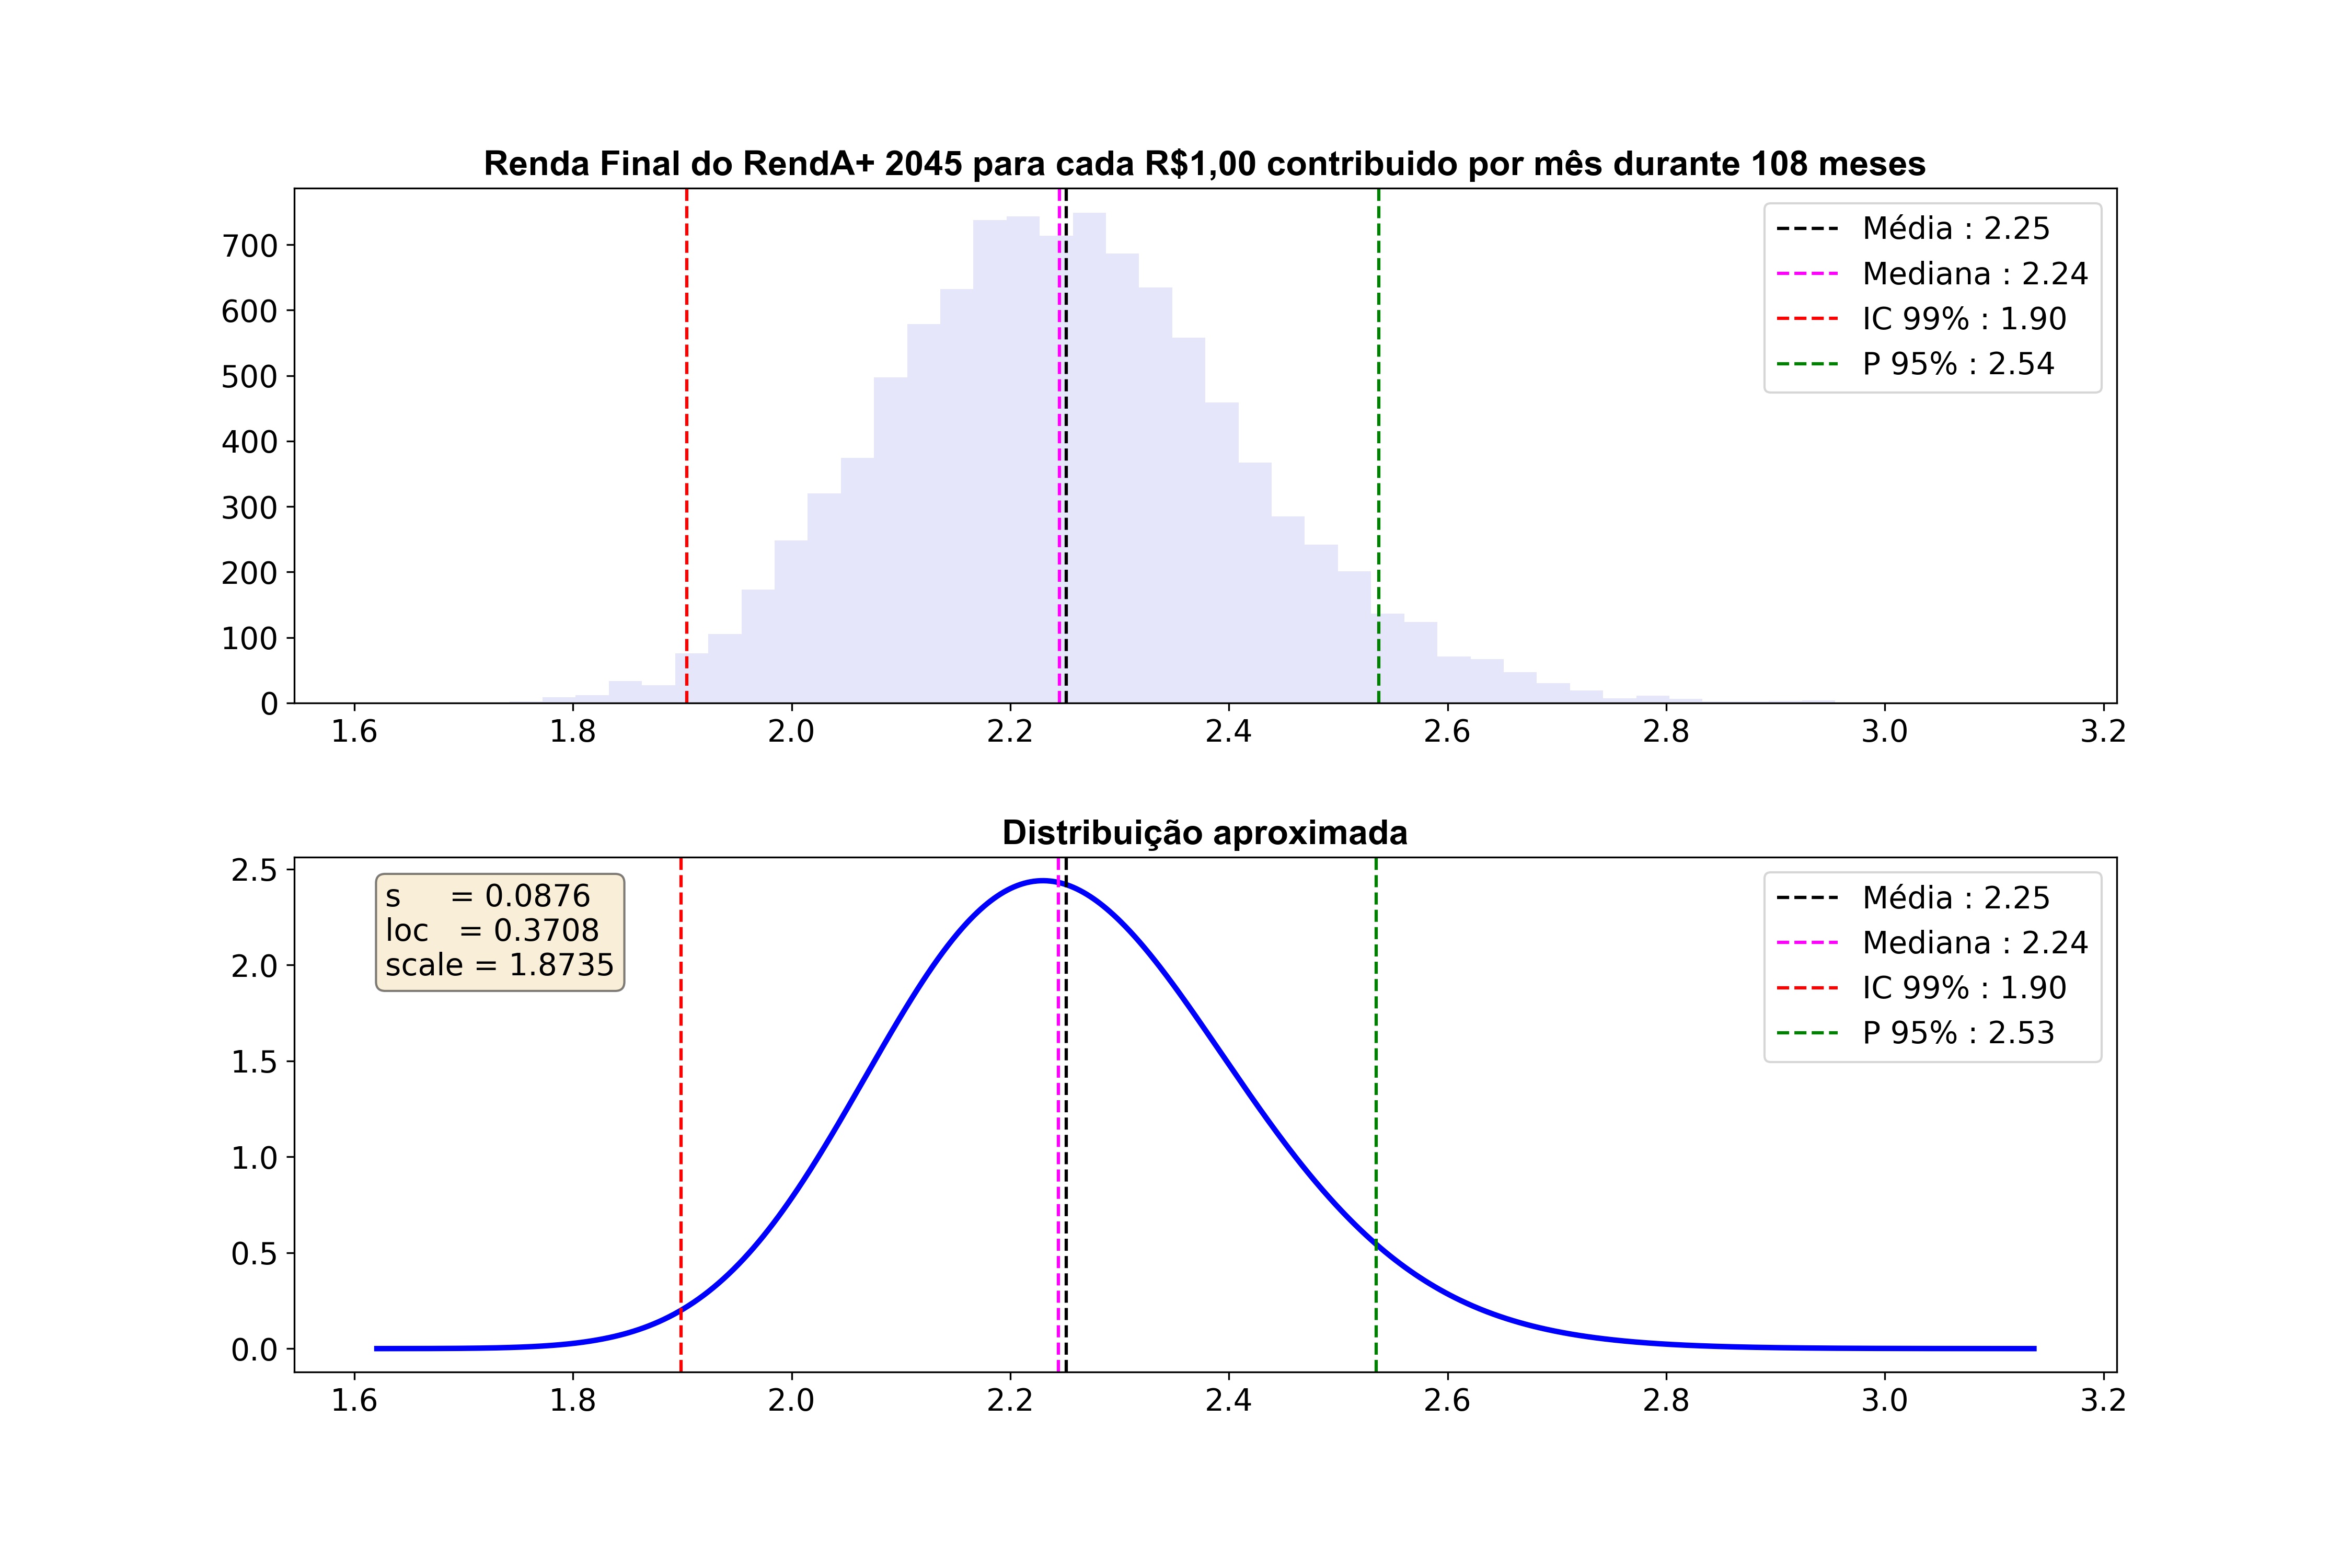 Renda Final do RendA+ 2045 para cada R$1,00 contribuido por mês durante 108 meses
700
600
500
400
300
200
100
0
Média : 2.25
Mediana : 2.24
IC 99% : 1.90
P 95% : 2.54
1.6 1.8 2.0 2.2 2.4 2.6 2.8 3.0 3.2
Distribuição aproximada
2.5
2.0
1.5
1.0
0.5
0.0
s = 0.0876
loc = 0.3708
scale = 1.8735
Média : 2.25
Mediana : 2.24
IC 99% : 1.90
P 95% : 2.53
1.6 1.8 2.0 2.2 2.4 2.6 2.8 3.0 3.2